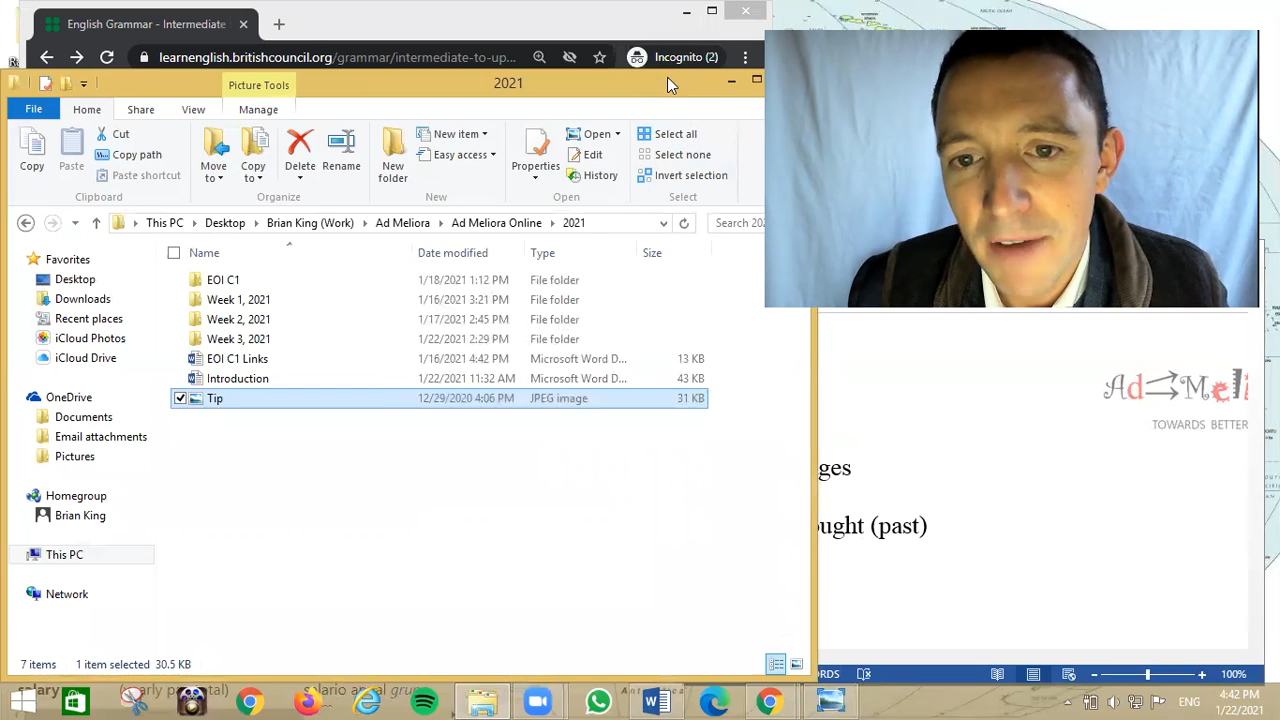 English Grammar - Intermediate
learnenglish.britishcouncil.org/grammar/intermediate-to-up...
Incognito (2)
Picture Tools
2021
File
Home
Share
View
Manage
Copy
Paste
Cut
Copy path
Paste shortcut
Clipboard
Move to
Copy to
Delete
Rename
Organize
New folder
New item
Easy access
New
Properties
Open
Edit
History
Open
Select all
Select none
Invert selection
Select
This PC
Desktop
Brian King (Work)
Ad Meliora
Ad Meliora Online
2021
Search 202
Name
Date modified
Type
Size
EOI C1 1/18/2021 1:12 PM File folder
Week 1, 2021 1/16/2021 3:21 PM File folder
Week 2, 2021 1/17/2021 2:45 PM File folder
Week 3, 2021 1/22/2021 2:29 PM File folder
EOI C1 Links 1/16/2021 4:42 PM Microsoft Word D... 13 KB
Introduction 1/22/2021 11:32 AM Microsoft Word D... 43 KB
Tip 12/29/2020 4:06 PM JPEG image 31 KB
Favorites
Desktop
Downloads
Recent places
iCloud Photos
iCloud Drive
OneDrive
Documents
Email attachments
Pictures
Homegroup
Brian King
This PC
Network
7 items 1 item selected 30.5 KB
Ad Meli
TOWARDS BETTER
ges
ought (past)
ORDS
100%
salary
salario anual
ENG
4:42 PM
1/22/2021